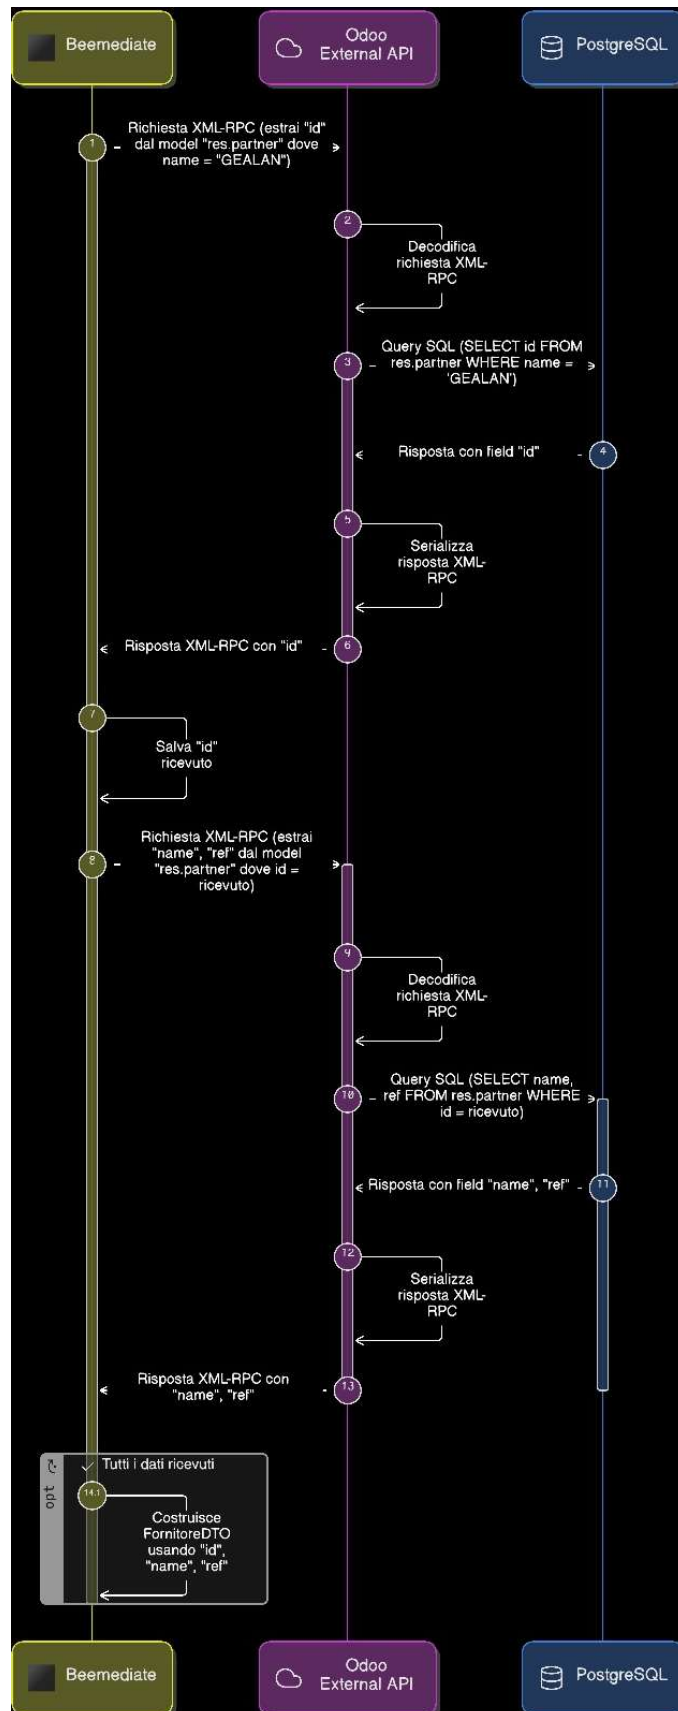 Beemediate
Odoo
External API
PostgreSQL
Richiesta XML-RPC (estrai "id"
dal model "res.partner" dove
name = "GEALAN")
1
2
Decodifica
richiesta XML-
RPC
Query SQL (SELECT id FROM
res.partner WHERE name =
'GEALAN')
3
Risposta con field "id"
4
5
Serializza
risposta XML-
RPC
Risposta XML-RPC con "id"
6
7
Salva "id"
ricevuto
Richiesta XML-RPC (estrai
"name", "ref" dal model
"res.partner" dove id =
ricevuto)
8
9
Decodifica
richiesta XML-
RPC
Query SQL (SELECT name,
ref FROM res.partner WHERE
id = ricevuto)
10
Risposta con field "name", "ref"
11
12
Serializza
risposta XML-
RPC
Risposta XML-RPC con
"name", "ref"
13
opt
Tutti i dati ricevuti
14.1
Costruisce
FornitoreDTO
usando "id",
"name", "ref"
Beemediate
Odoo
External API
PostgreSQL